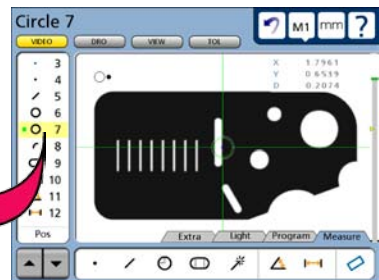 Circle 7
M1 mm ?
VIDEO DRO VIEW TOL
3
4
5
6
7
8
9
10
11
12
Pos
X 1.7961
Y 0.6539
D 0.2074
Extra Light Program Measure